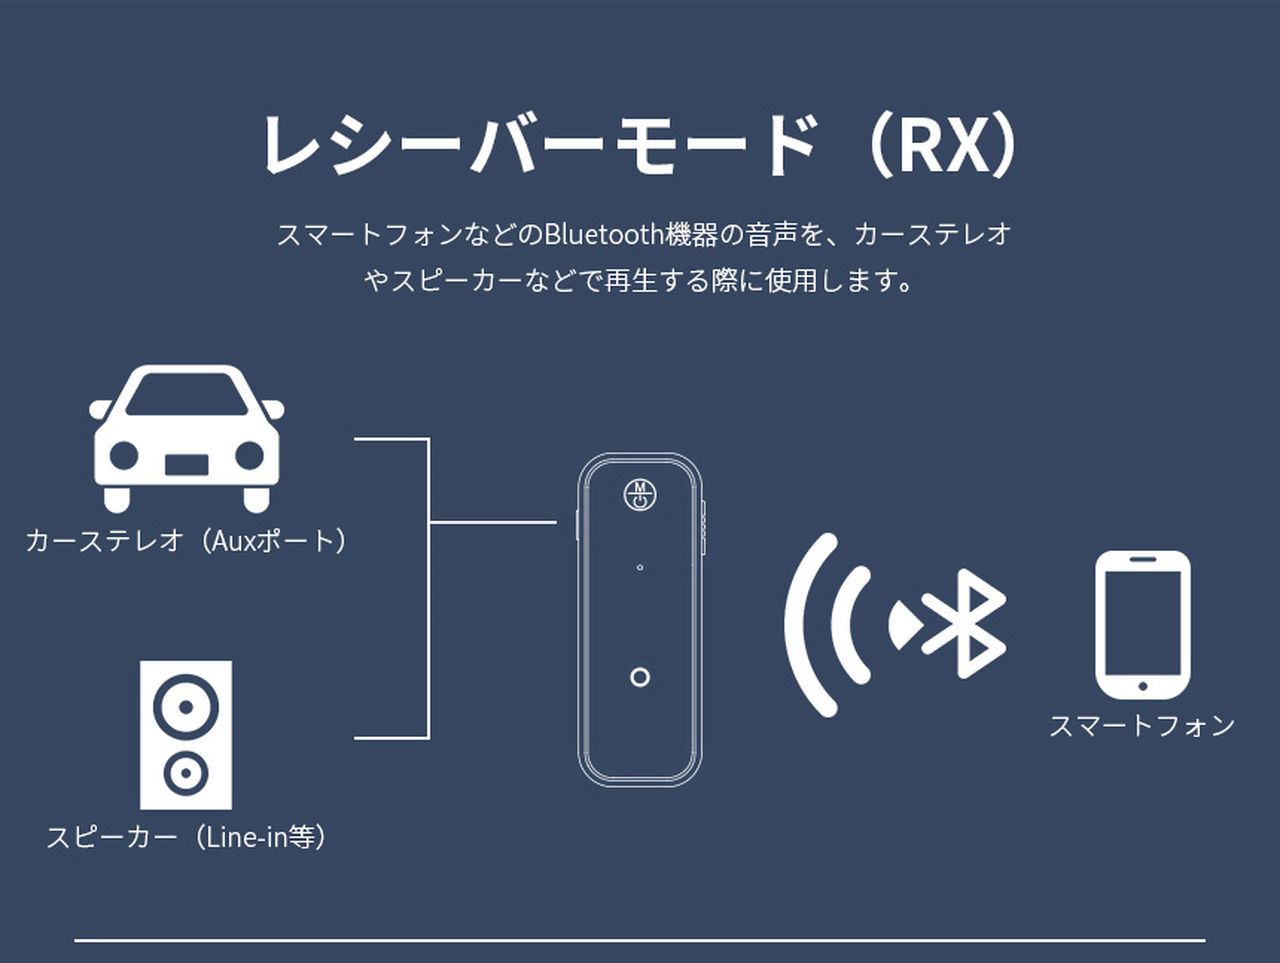 レシーバーモード（RX）
スマートフォンなどのBluetooth機器の音声を、カーステレオ
やスピーカーなどで再生する際に使用します。
カーステレオ（Auxポート）
M
スマートフォン
スピーカー（Line-in等）